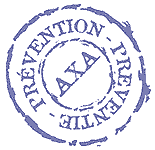 PRÉVENTION - PREVENTIE -
AXA